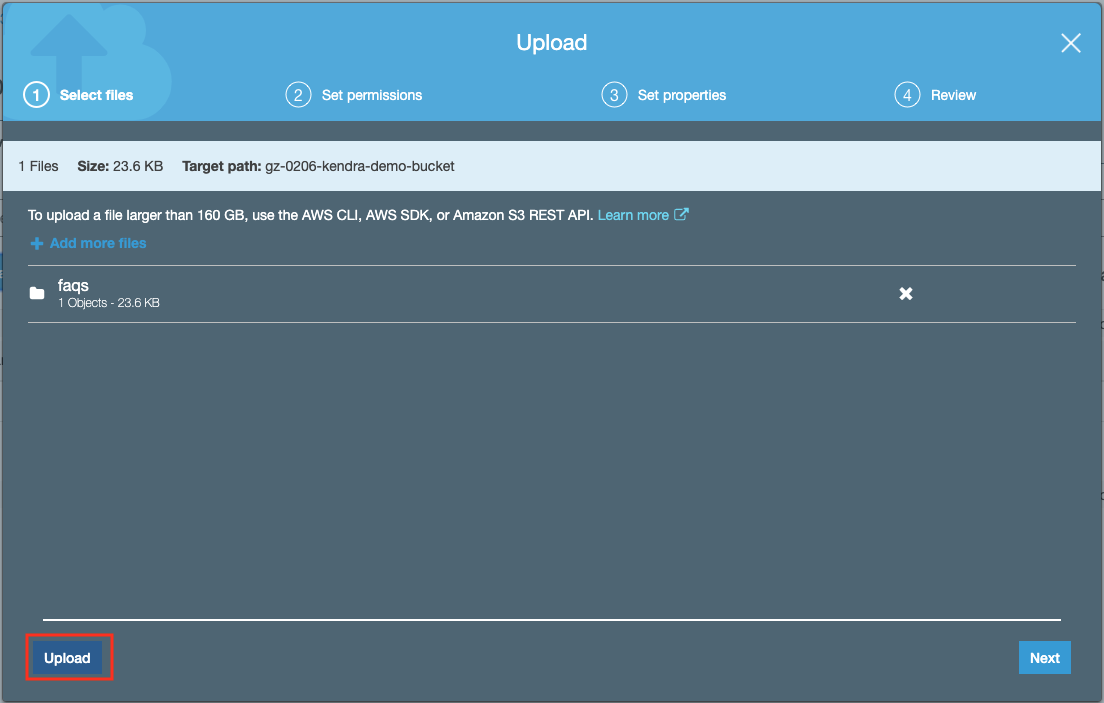 Upload
1 Select files
2 Set permissions
3 Set properties
4 Review
1 Files Size: 23.6 KB Target path: gz-0206-kendra-demo-bucket
To upload a file larger than 160 GB, use the AWS CLI, AWS SDK, or Amazon S3 REST API. Learn more
Add more files
faqs
1 Objects - 23.6 KB
Upload
Next